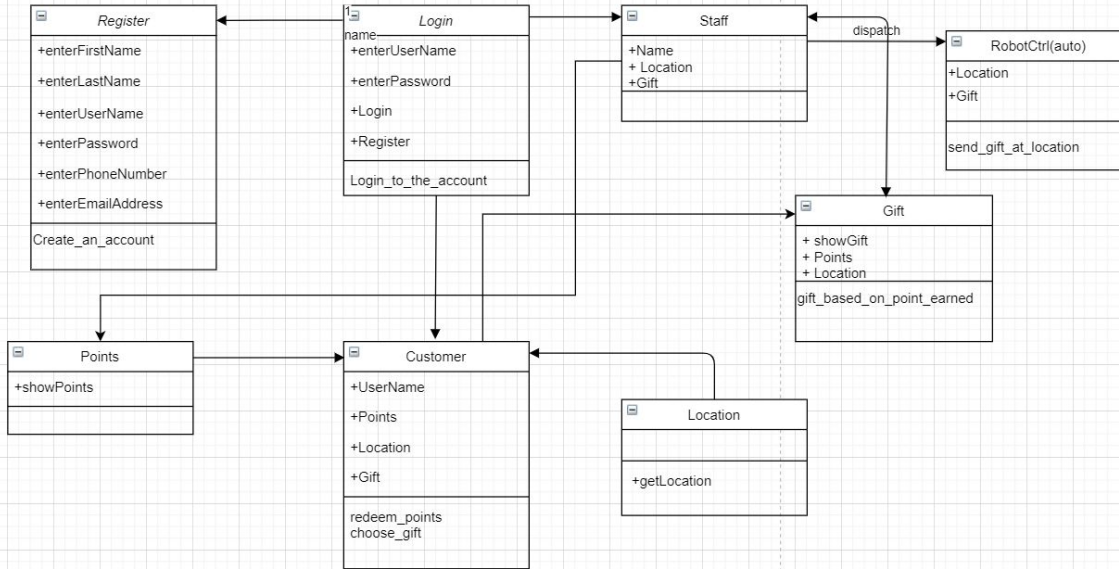 Register
+enterFirstName
+enterLastName
+enterUserName
+enterPassword
+enterPhoneNumber
+enterEmailAddress
Create_an_account
1
name
Login
+enterUserName
+enterPassword
+Login
+Register
Login_to_the_account
Staff
+Name
+ Location
+Gift
dispatch
RobotCtrl(auto)
+Location
+Gift
send_gift_at_location
Gift
+ showGift
+ Points
+ Location
gift_based_on_point_earned
Points
+showPoints
Customer
+UserName
+Points
+Location
+Gift
redeem_points
choose_gift
Location
+getLocation